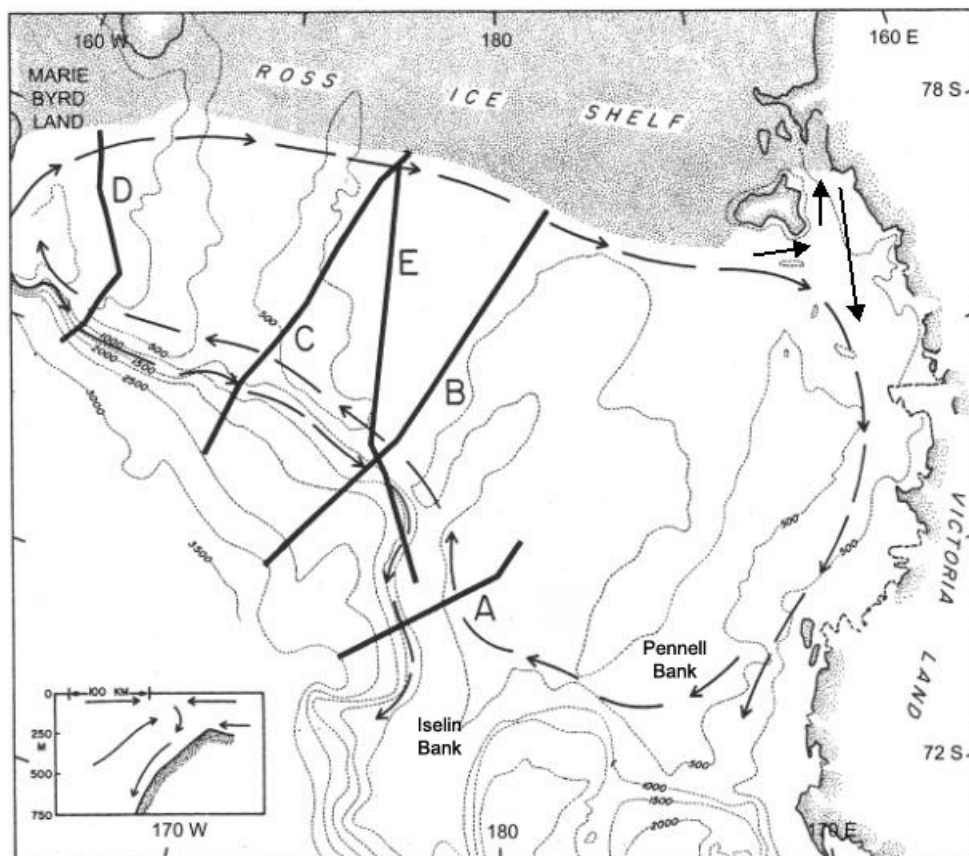 160 W
180
160 E
MARIE
BYRD
LAND
ROSS
ICE
SHELF
78 S
D
E
C
B
A
500
500
1000
1500
2000
2500
3000
3500
500
500
VICTORIA
LAND
Pennell
Bank
Iselin
Bank
500
1000
1500
2000
72 S
100 KM
0
250
M
500
750
170 W
180
170 E